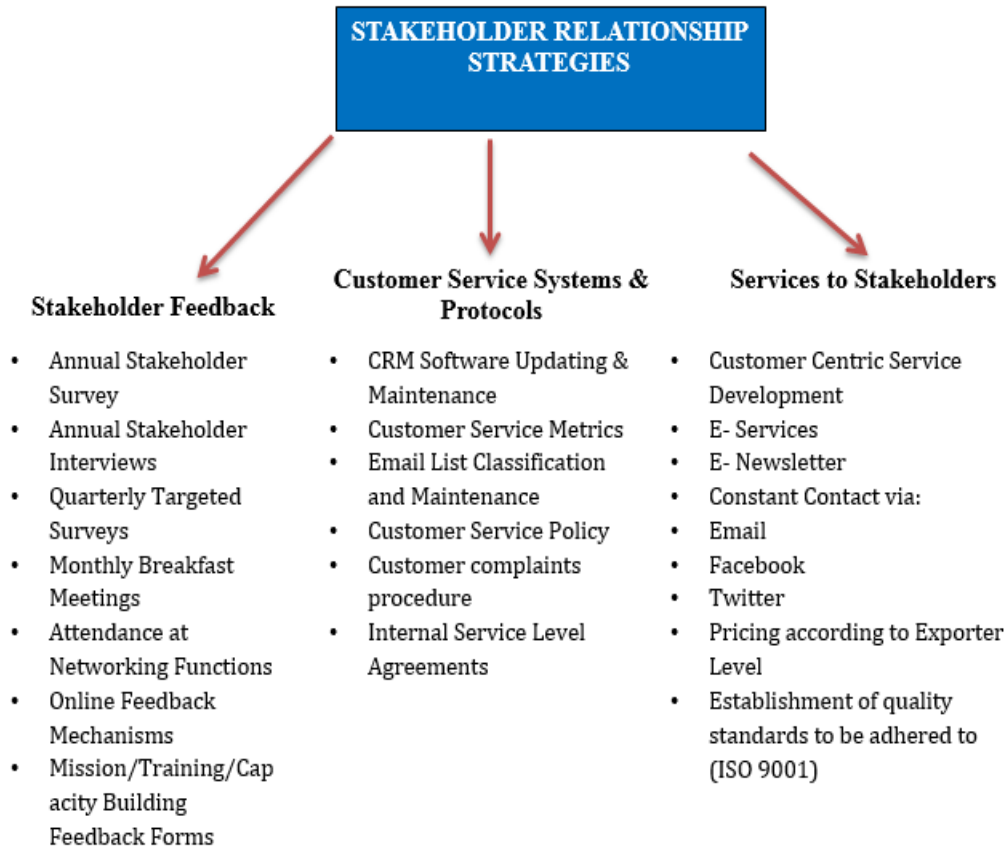 STAKEHOLDER RELATIONSHIP
STRATEGIES
Stakeholder Feedback
• Annual Stakeholder
Survey
• Annual Stakeholder
Interviews
• Quarterly Targeted
Surveys
• Monthly Breakfast
Meetings
• Attendance at
Networking Functions
• Online Feedback
Mechanisms
• Mission/Training/Cap
acity Building
Feedback Forms
Customer Service Systems &
Protocols
• CRM Software Updating &
Maintenance
• Customer Service Metrics
• Email List Classification
and Maintenance
• Customer Service Policy
• Customer complaints
procedure
• Internal Service Level
Agreements
Services to Stakeholders
• Customer Centric Service
Development
• E- Services
• E- Newsletter
• Constant Contact via:
• Email
• Facebook
• Twitter
• Pricing according to Exporter
Level
• Establishment of quality
standards to be adhered to
(ISO 9001)